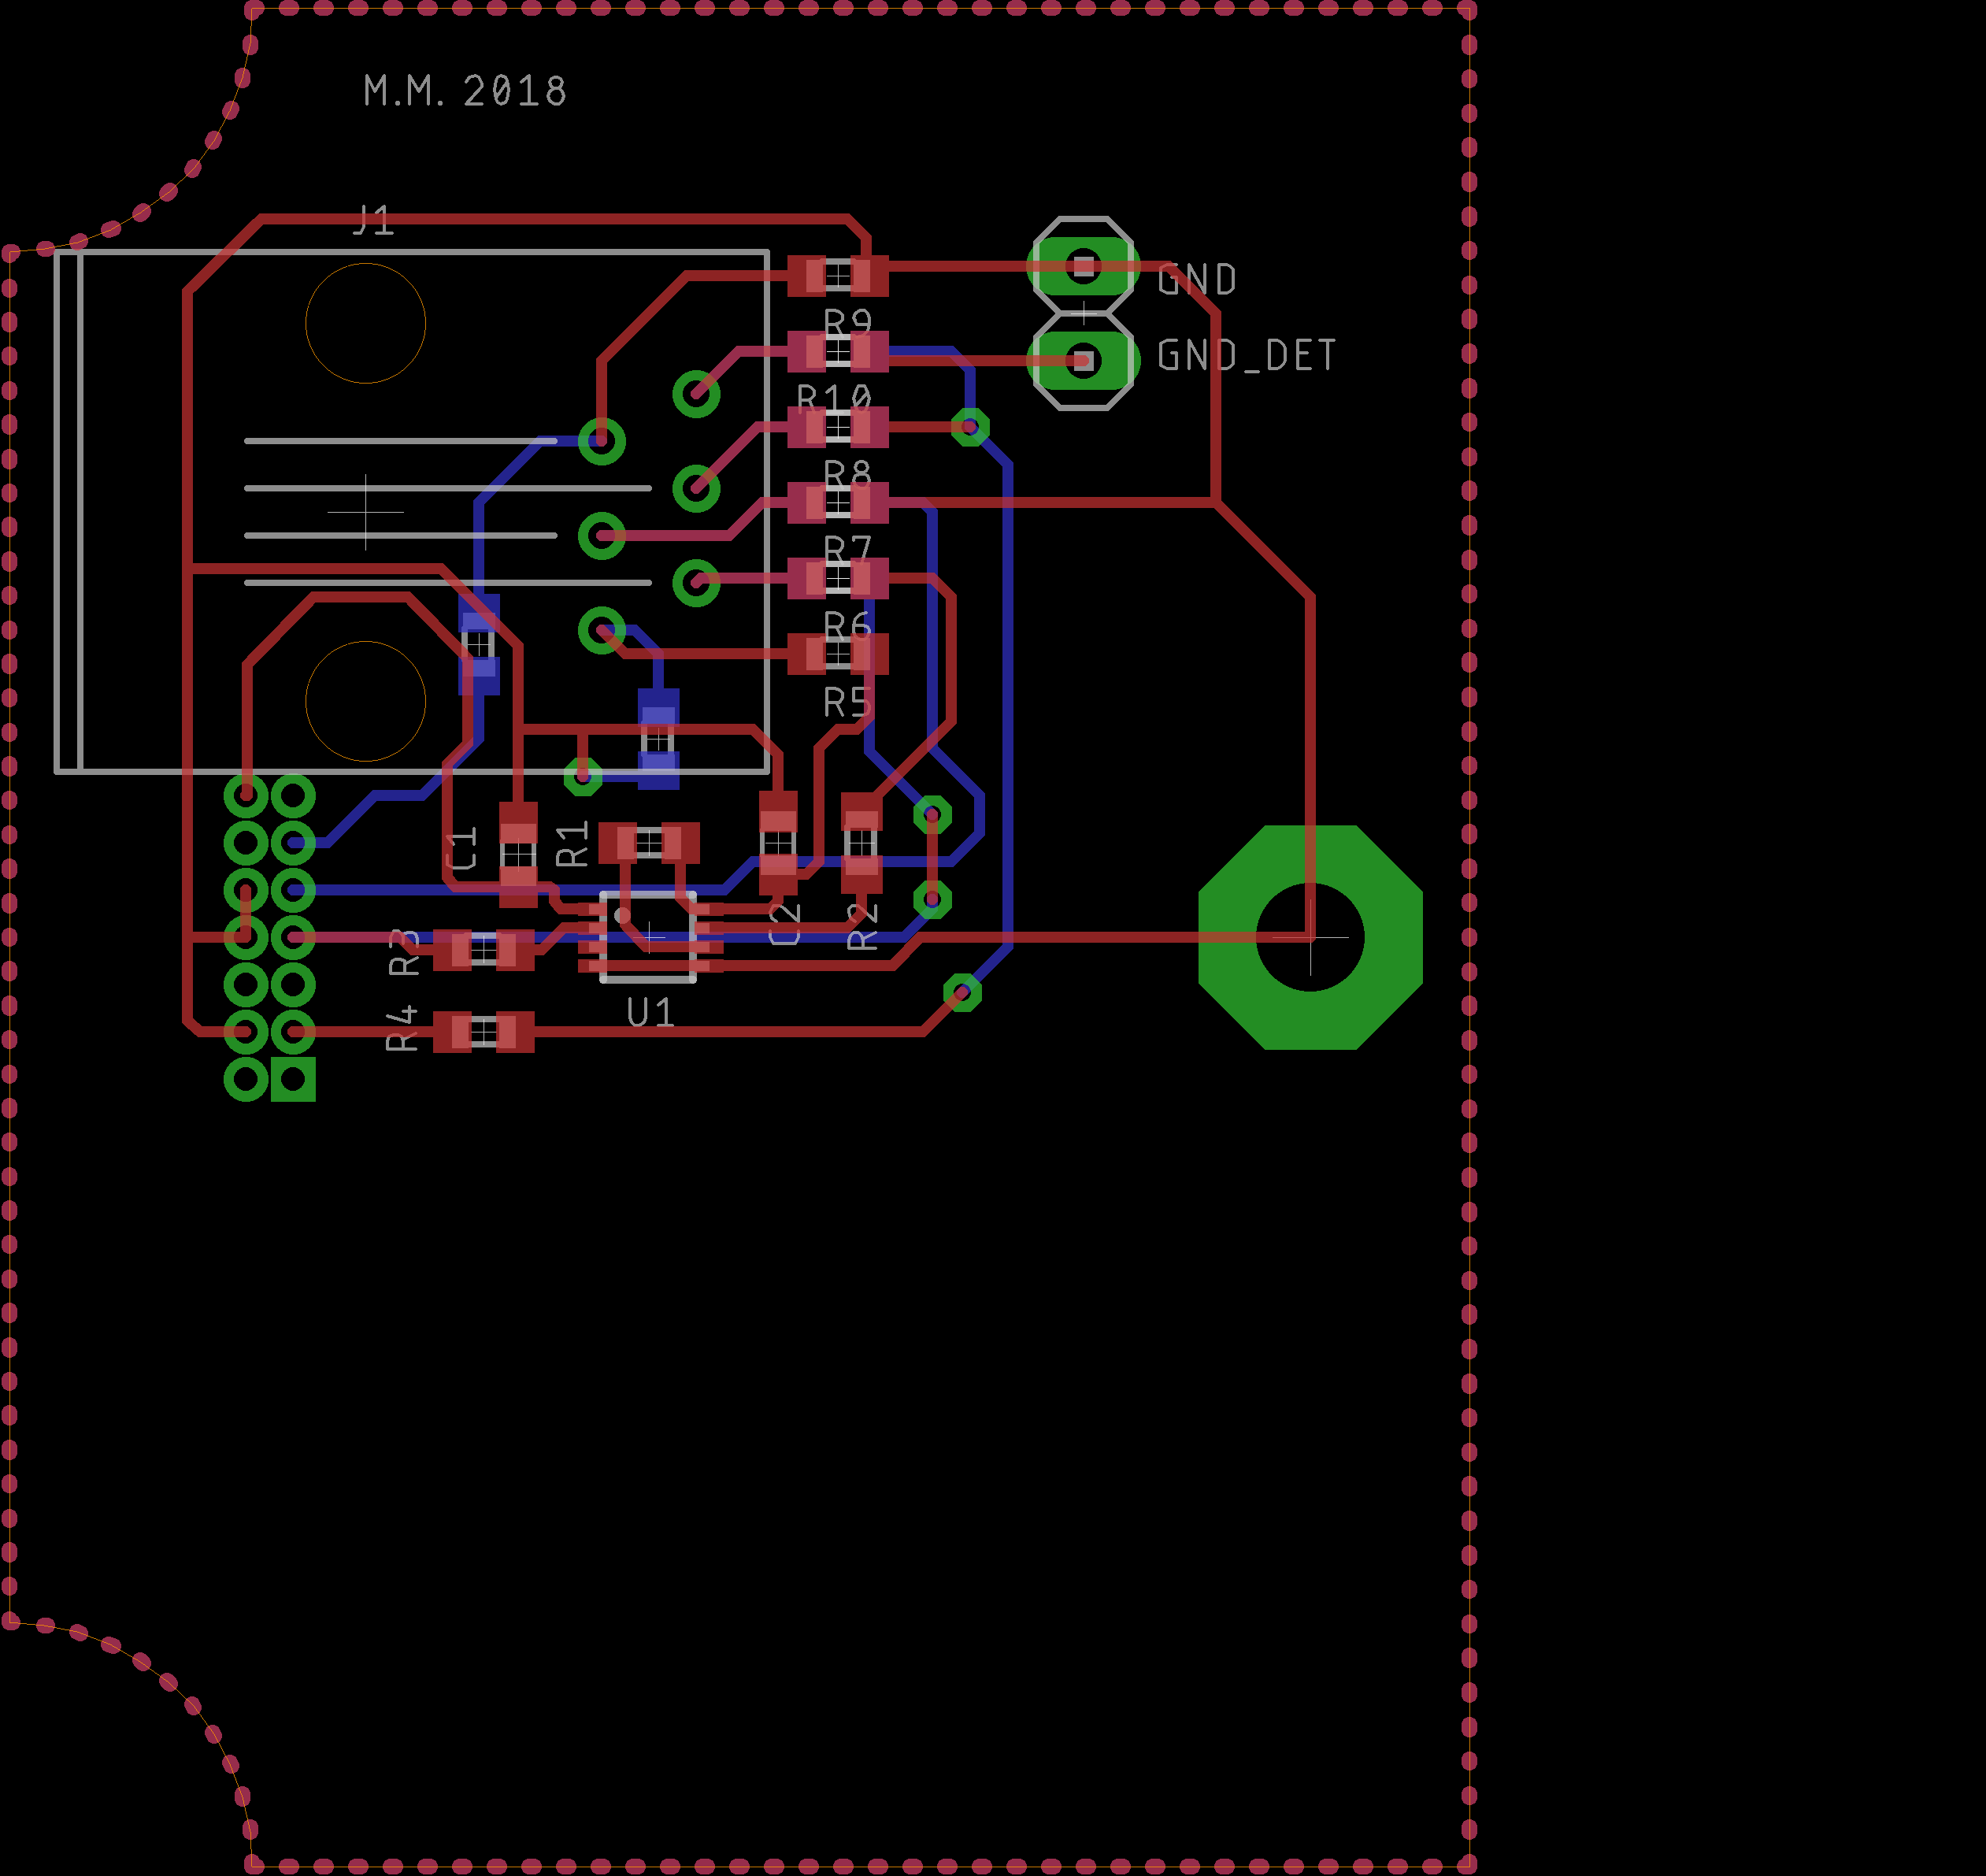 M.M. 2018
J1
GND
R9
GND_DET
R10
R8
R7
R6
R5
C1
R1
C2
R2
R3
U1
R4